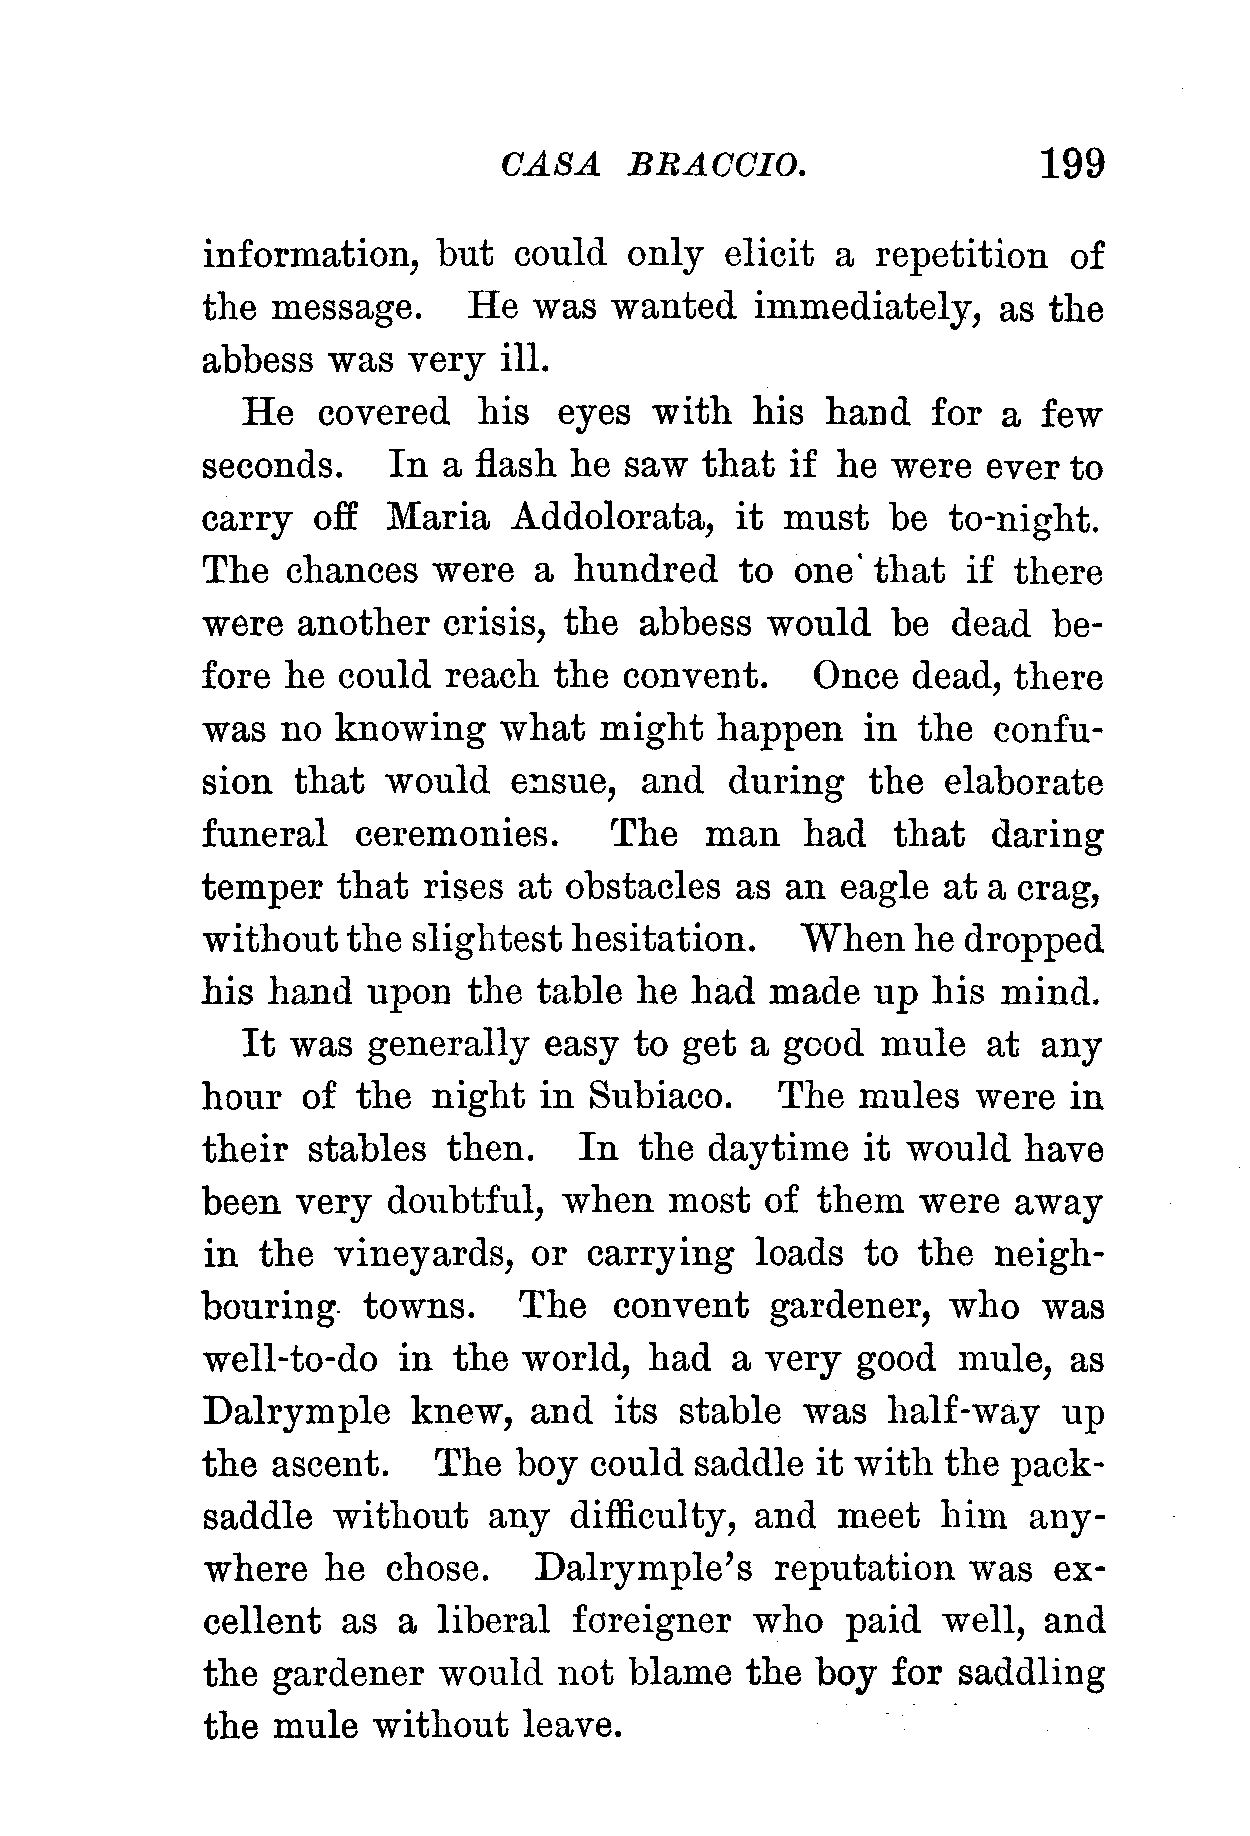 CASA BRACCIO. 199
information, but could only elicit a repetition of
the message. He was wanted immediately, as the
abbess was very ill.
He covered his eyes with his hand for a few
seconds. In a flash he saw that if he were ever to
carry off Maria Addolorata, it must be to-night.
The chances were a hundred to one that if there
were another crisis, the abbess would be dead be-
fore he could reach the convent. Once dead, there
was no knowing what might happen in the confu-
sion that would ensue, and during the elaborate
funeral ceremonies. The man had that daring
temper that rises at obstacles as an eagle at a crag,
without the slightest hesitation. When he dropped
his hand upon the table he had made up his mind.
It was generally easy to get a good mule at any
hour of the night in Subiaco. The mules were in
their stables then. In the daytime it would have
been very doubtful, when most of them were away
in the vineyards, or carrying loads to the neigh-
bouring towns. The convent gardener, who was
well-to-do in the world, had a very good mule, as
Dalrymple knew, and its stable was half-way up
the ascent. The boy could saddle it with the pack-
saddle without any difficulty, and meet him any-
where he chose. Dalrymple's reputation was ex-
cellent as a liberal foreigner who paid well, and
the gardener would not blame the boy for saddling
the mule without leave.